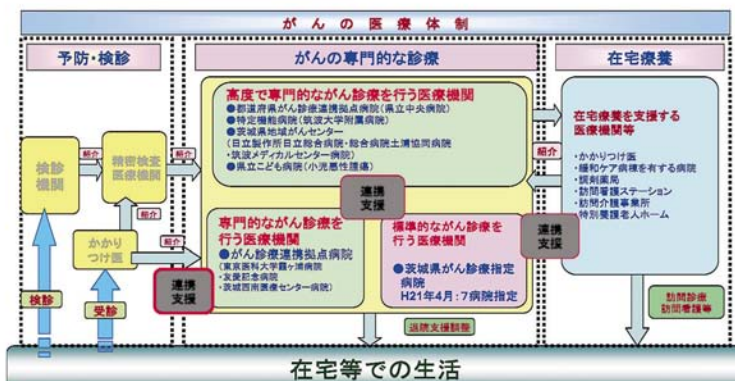 がんの医療体制
予防・検診
がんの専門的な診療
在宅療養
検診
機関
紹介
精密検査
医療機関
紹介
紹介
かかり
つけ医
紹介
検診
受診
高度で専門的ながん診療を行う医療機関
●都道府県がん診療連携拠点病院(県立中央病院)
●特定機能病院(筑波大学附属病院)
●茨城県地域がんセンター
(日立製作所日立総合病院・総合病院土浦協同病院
・筑波メディカルセンター病院)
●県立こども病院(小児悪性腫瘍)
連携
支援
専門的ながん診療を
行う医療機関
●がん診療連携拠点病院
(東京医科大学霞ヶ浦病院
・友愛記念病院
・茨城西南医療センター病院)
連携
支援
標準的ながん診療を
行う医療機関
●茨城県がん診療指定
病院
H21年4月:7病院指定
連携
支援
紹介
在宅療養を支援する
医療機関等
・かかりつけ医
・緩和ケア病棟を有する病院
・調剤薬局
・訪問看護ステーション
・訪問介護事業所
・特別養護老人ホーム
退院支援調整
訪問診療
訪問看護等
在宅等での生活